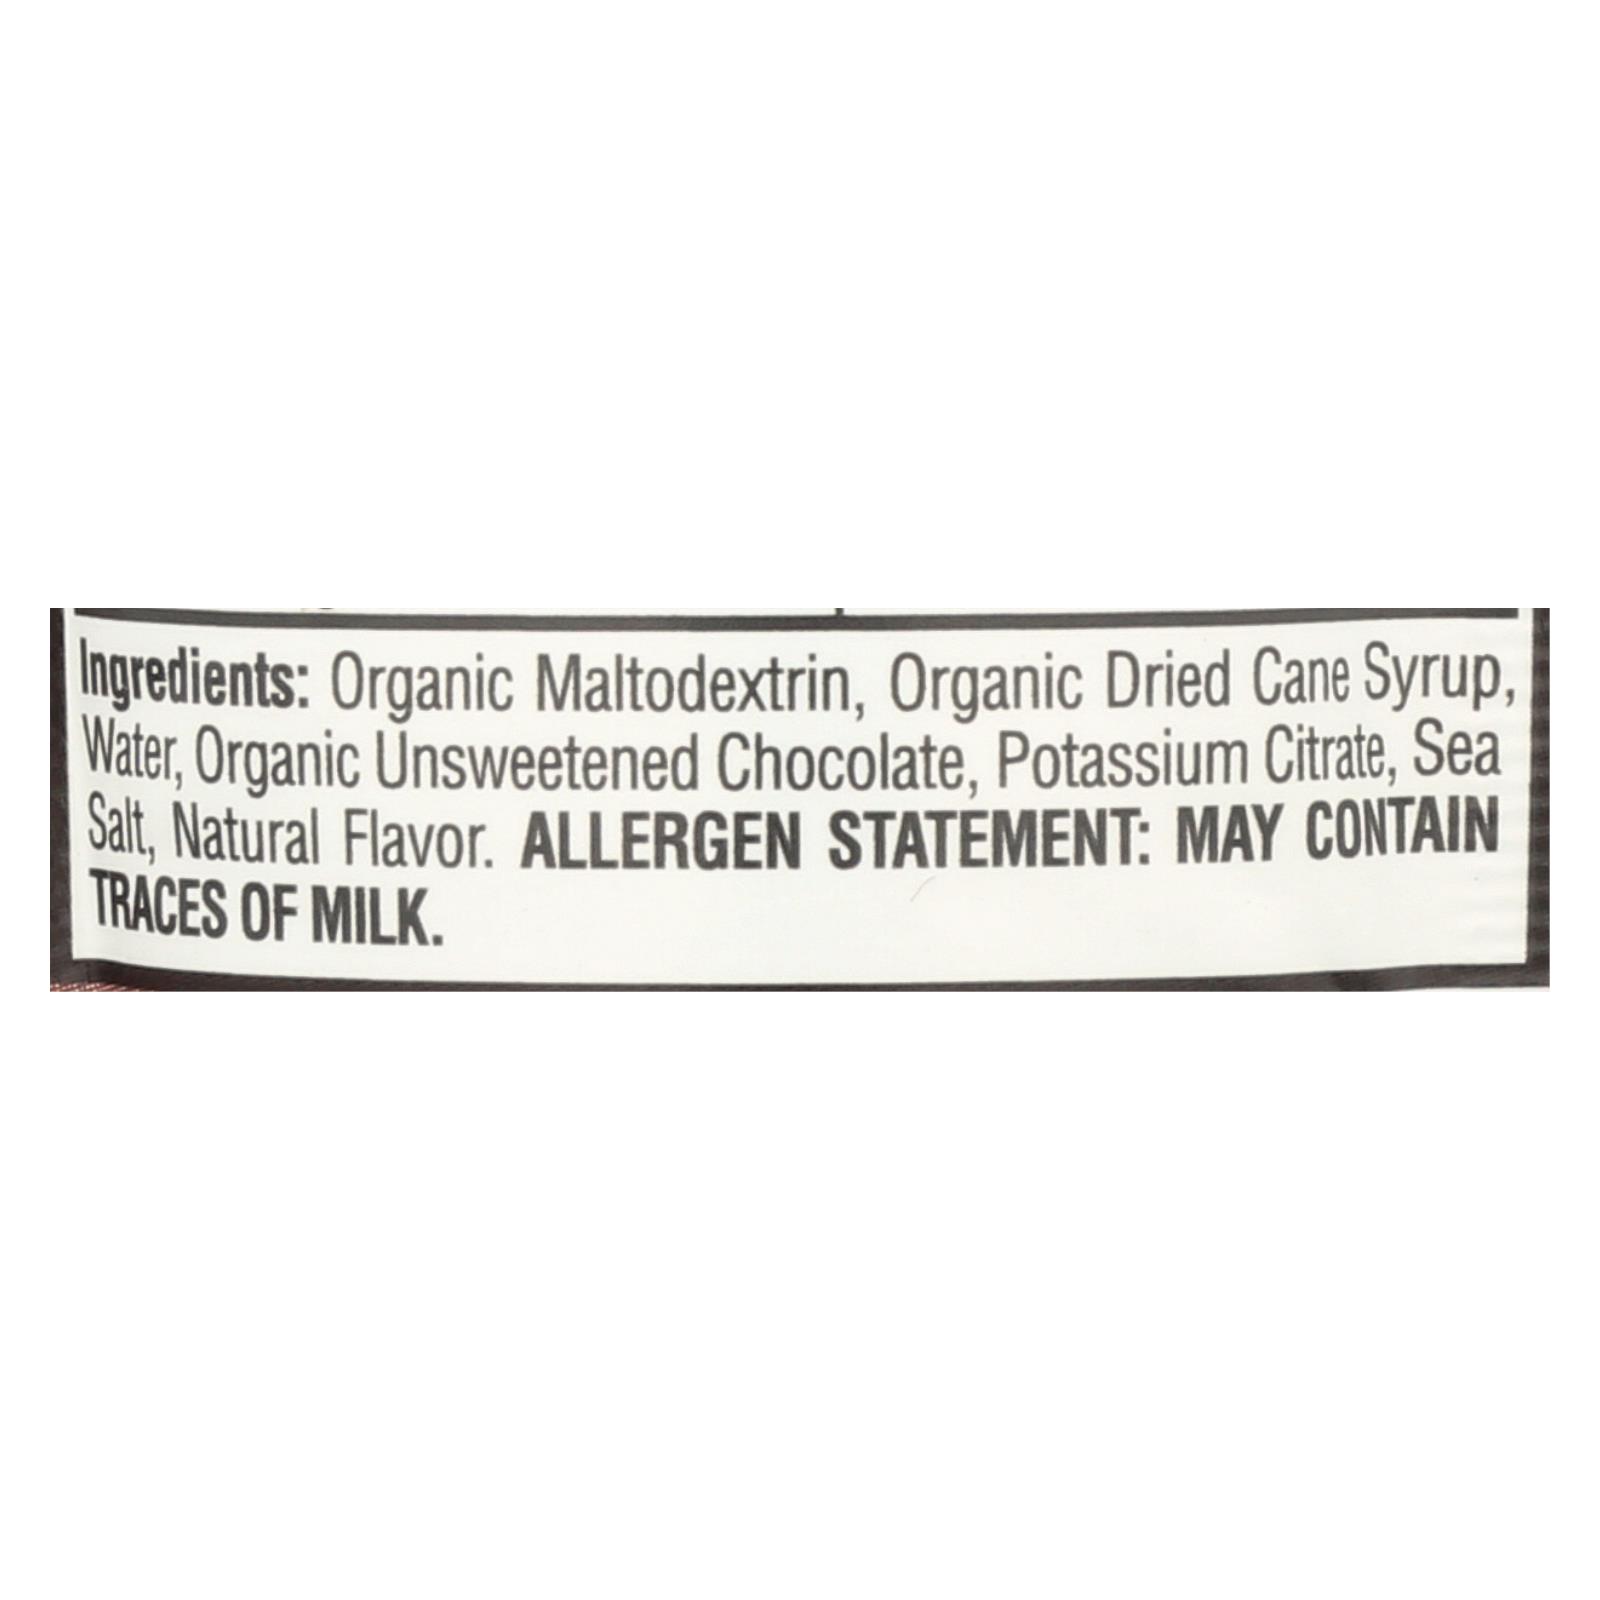 Ingredients: Organic Maltodextrin, Organic Dried Cane Syrup,
Water, Organic Unsweetened Chocolate, Potassium Citrate, Sea
Salt, Natural Flavor. ALLERGEN STATEMENT: MAY CONTAIN
TRACES OF MILK.